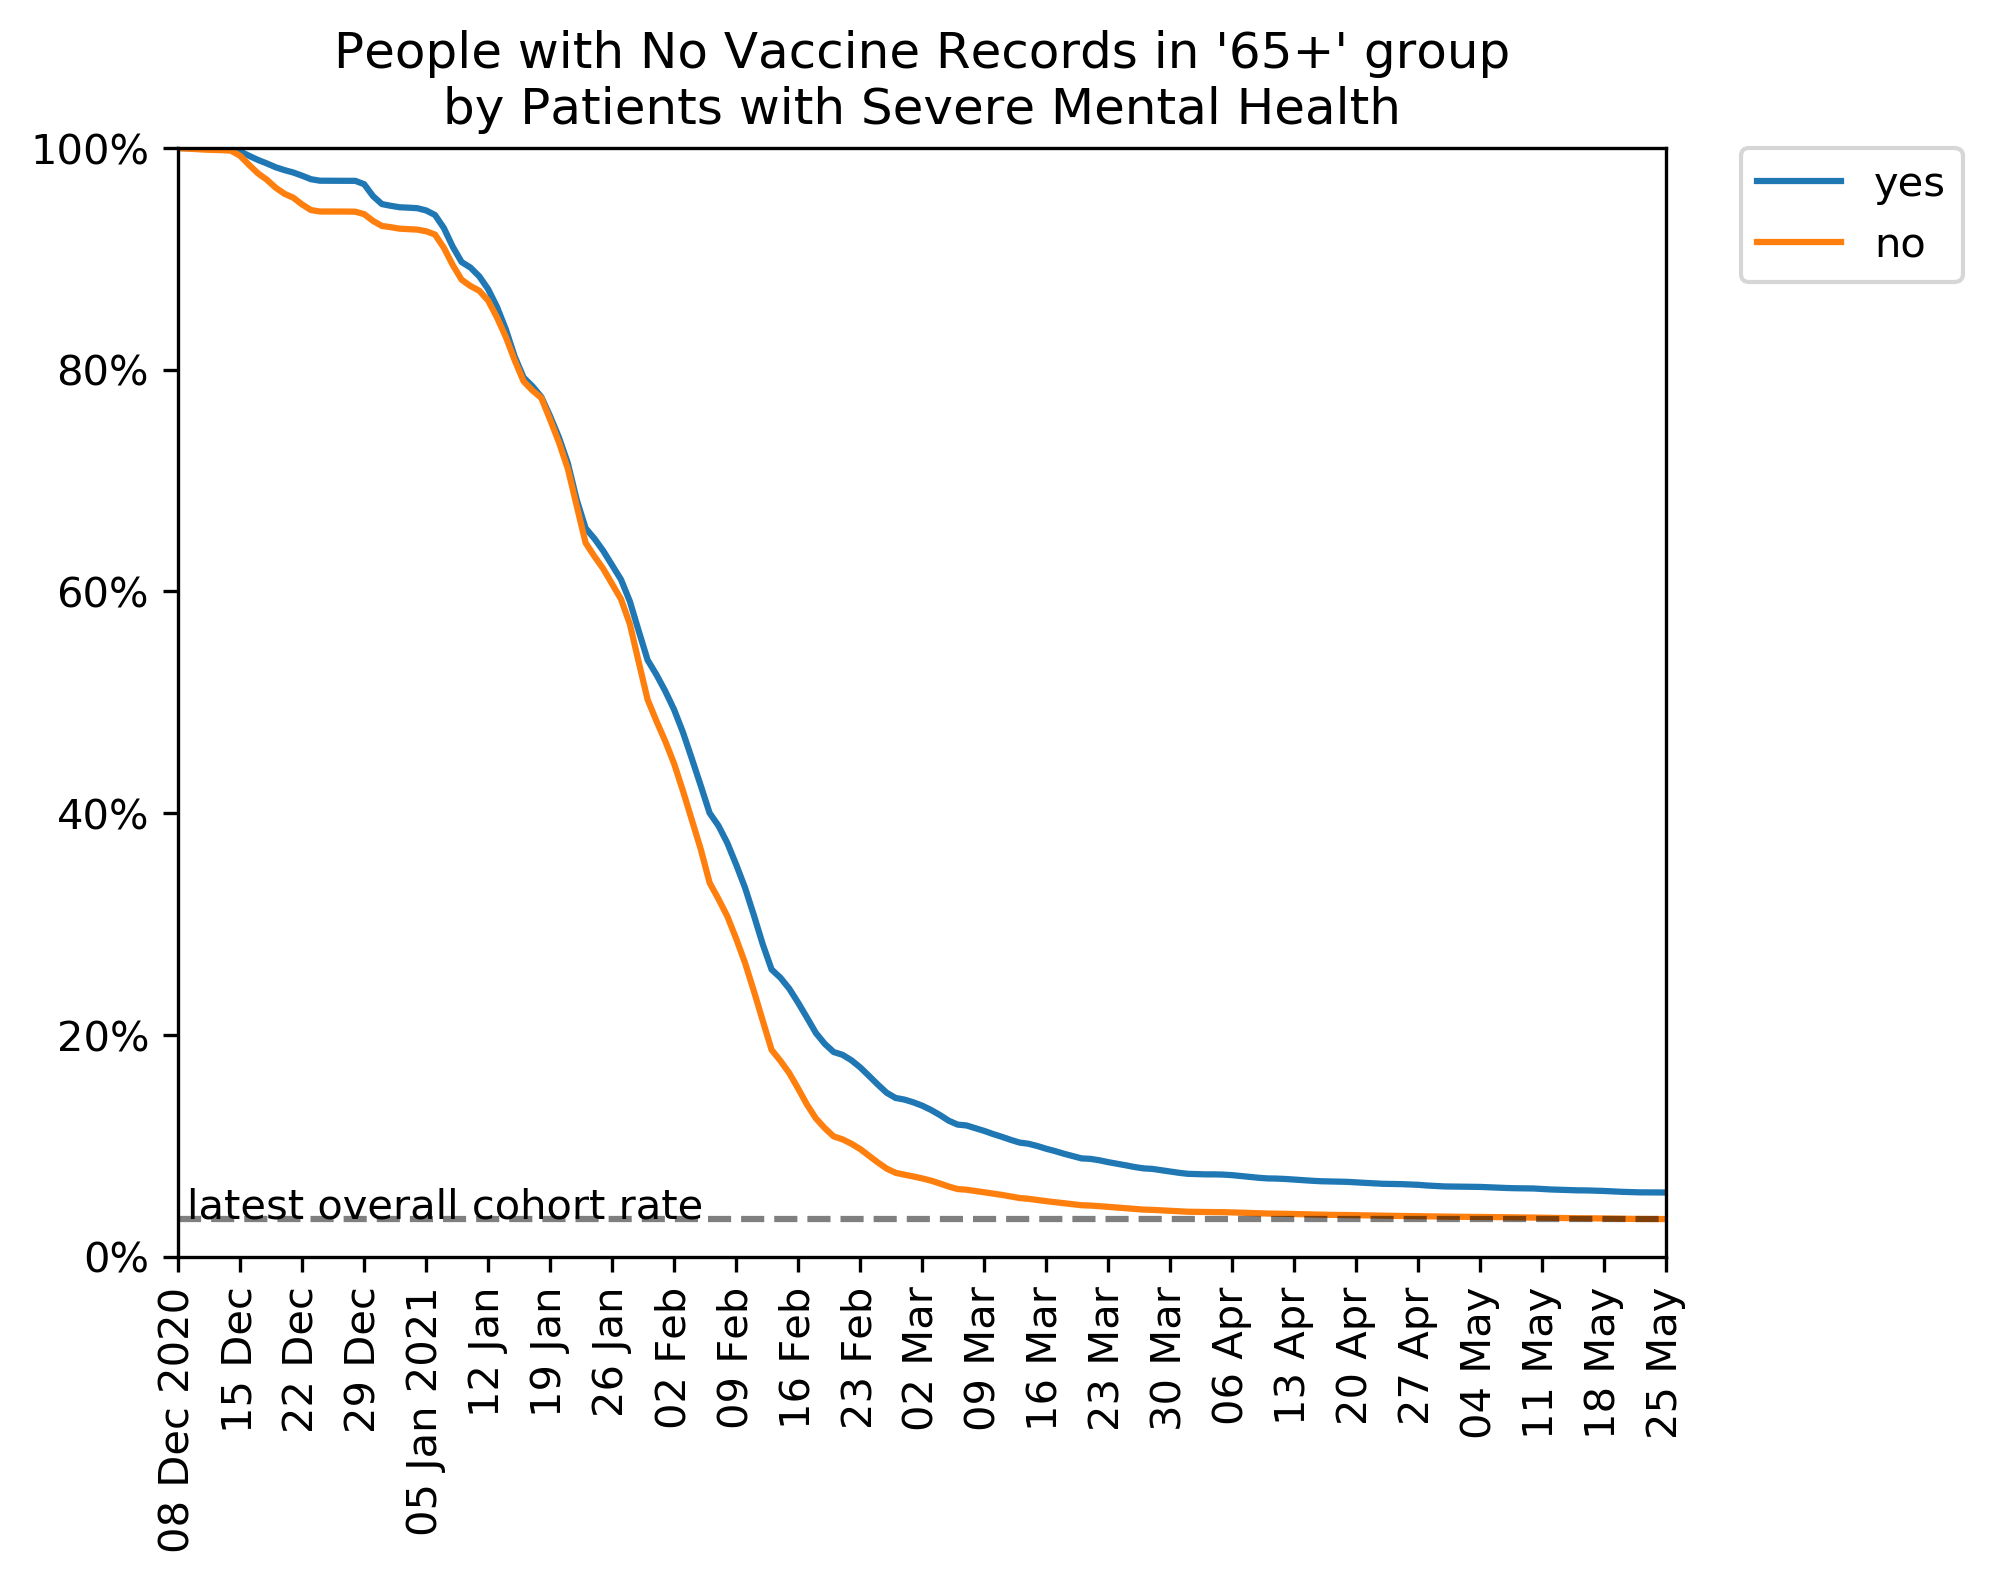 People with No Vaccine Records in '65+' group
by Patients with Severe Mental Health
100%
80%
60%
40%
20%
0%
yes
no
latest overall cohort rate
08 Dec 2020
15 Dec
22 Dec
29 Dec
05 Jan 2021
12 Jan
19 Jan
26 Jan
02 Feb
09 Feb
16 Feb
23 Feb
02 Mar
09 Mar
16 Mar
23 Mar
30 Mar
06 Apr
13 Apr
20 Apr
27 Apr
04 May
11 May
18 May
25 May